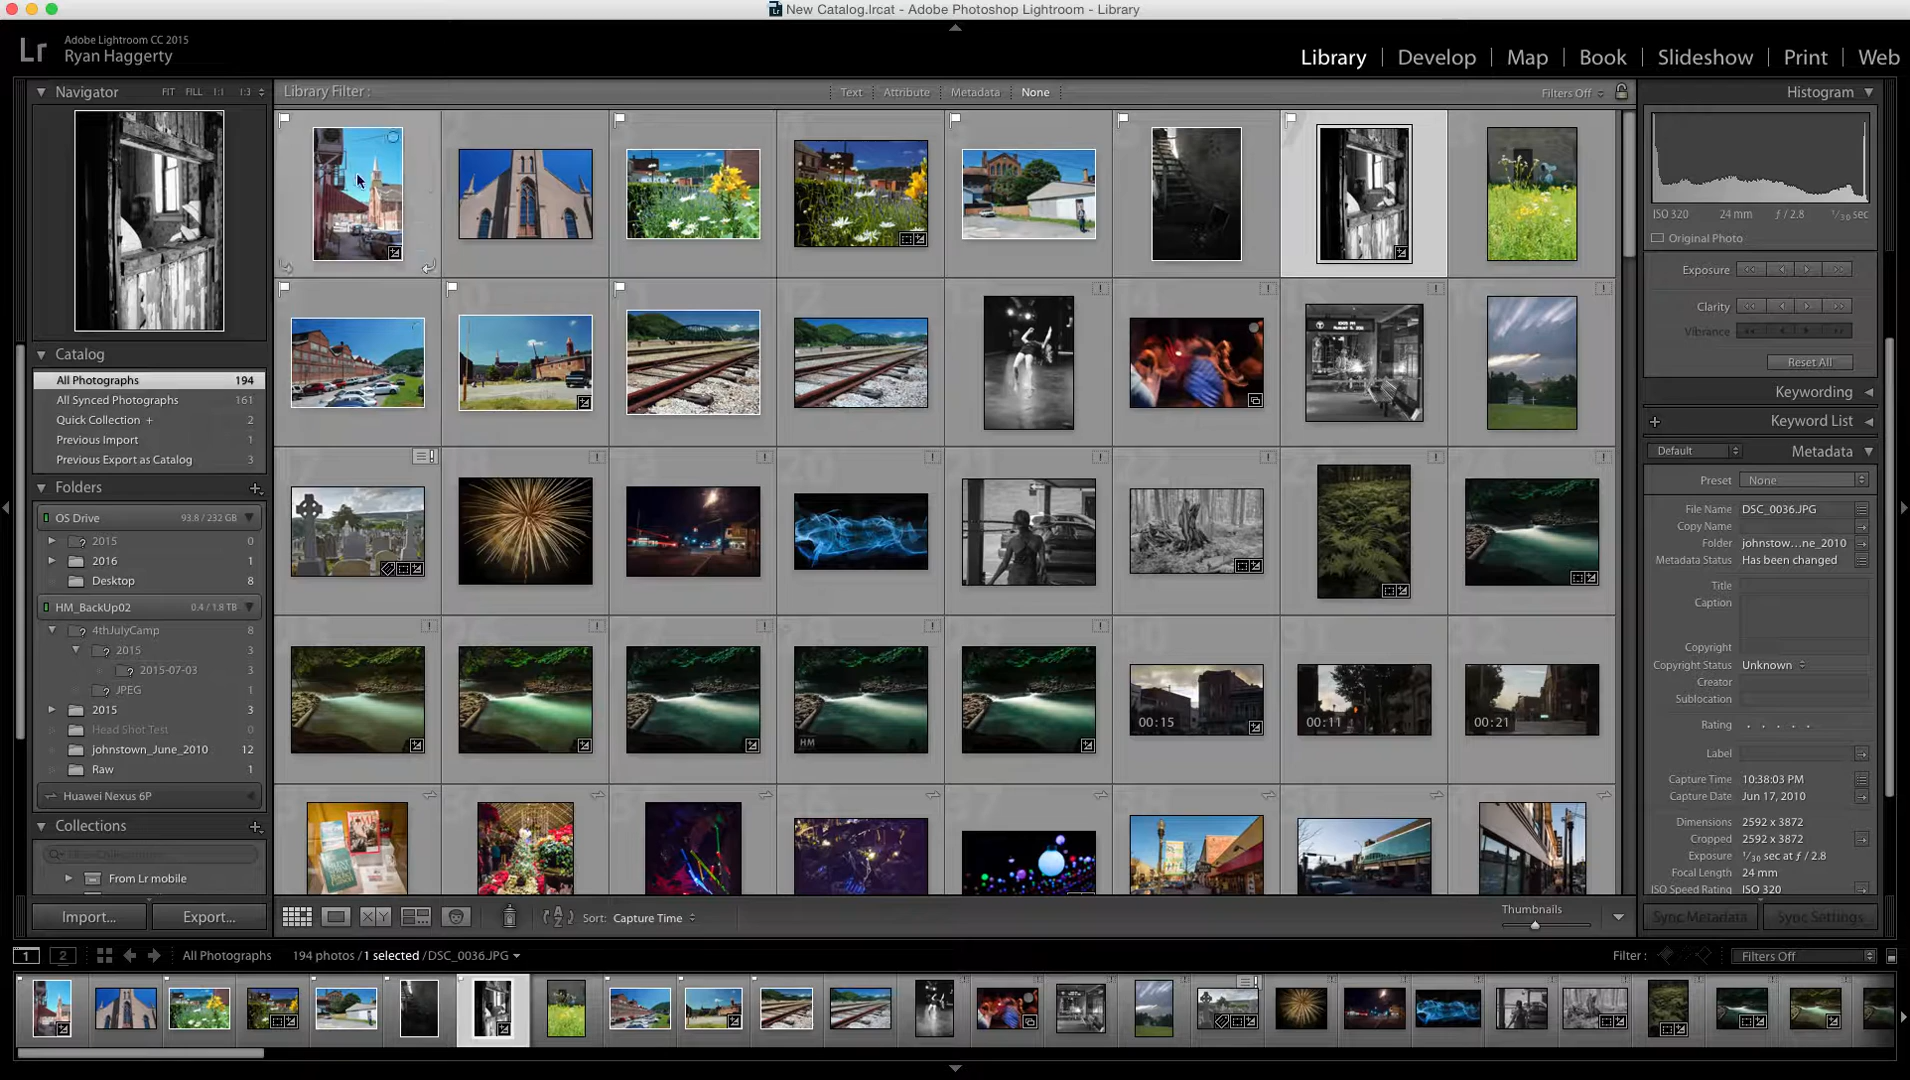 New Catalog.lrcat - Adobe Photoshop Lightroom - Library
Lr
Adobe Lightroom CC 2015
Ryan Haggerty
Library | Develop | Map | Book | Slideshow | Print | Web
Navigator FIT FILL 1:1 1:3
Library Filter : Text Attribute Metadata None Filters Off
Histogram
ISO 320 24 mm ƒ / 2.8 1/30 sec
Original Photo
Exposure
Clarity
Vibrance
Reset All
Keywording
Keyword List
Default Metadata
Preset None
File Name DSC_0036.JPG
Copy Name
Folder johnstow...ne_2010
Metadata Status Has been changed
Title
Caption
Copyright
Copyright Status Unknown
Creator
Sublocation
Rating . . . . .
Label
Capture Time 10:38:03 PM
Capture Date Jun 17, 2010
Dimensions 2592 x 3872
Cropped 2592 x 3872
Exposure 1/30 sec at ƒ / 2.8
Focal Length 24 mm
ISO Speed Rating ISO 320
Sync Metadata Sync Settings
Catalog
All Photographs 194
All Synced Photographs 161
Quick Collection + 2
Previous Import 1
Previous Export as Catalog 3
Folders +
OS Drive 93.8 / 232 GB
2015 0
2016 1
Desktop 8
HM_BackUp02 0.4 / 1.8 TB
4thJulyCamp 8
2015 3
2015-07-03 3
JPEG 1
2015 3
Head Shot Test 0
johnstown_June_2010 12
Raw 1
Huawei Nexus 6P
Collections +
From Lr mobile
Import... Export...
00:15
00:11
00:21
HM
Sort: Capture Time
Thumbnails
1 2 All Photographs 194 photos / 1 selected / DSC_0036.JPG
Filter : Filters Off